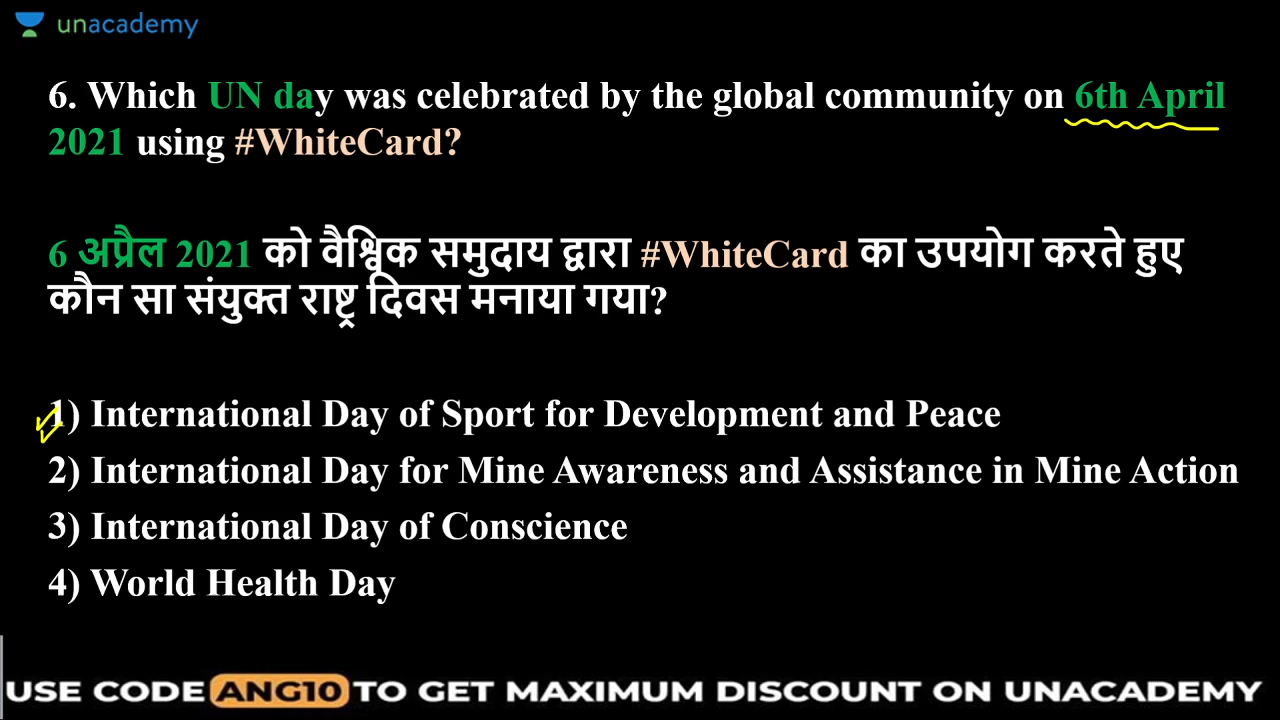 unacademy
6. Which UN day was celebrated by the global community on 6th April
2021 using #WhiteCard?
6 अप्रैल 2021 को वैश्विक समुदाय द्वारा #WhiteCard का उपयोग करते हुए
कौन सा संयुक्त राष्ट्र दिवस मनाया गया?
1) International Day of Sport for Development and Peace
2) International Day for Mine Awareness and Assistance in Mine Action
3) International Day of Conscience
4) World Health Day
USE CODE ANG10 TO GET MAXIMUM DISCOUNT ON UNACADEMY